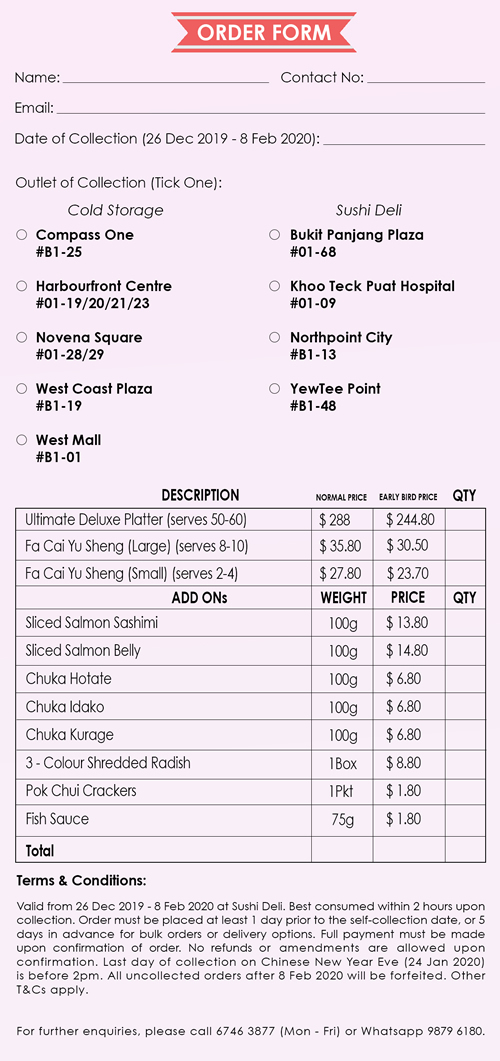 ORDER FORM
Name: Contact No:
Email:
Date of Collection (26 Dec 2019 - 8 Feb 2020):
Outlet of Collection (Tick One):
Cold Storage Sushi Deli
Compass One Bukit Panjang Plaza
#B1-25 #01-68
Harbourfront Centre Khoo Teck Puat Hospital
#01-19/20/21/23 #01-09
Novena Square Northpoint City
#01-28/29 #B1-13
West Coast Plaza YewTee Point
#B1-19 #B1-48
West Mall
#B1-01
DESCRIPTION NORMAL PRICE EARLY BIRD PRICE QTY
Ultimate Deluxe Platter (serves 50-60) $ 288 $ 244.80
Fa Cai Yu Sheng (Large) (serves 8-10) $ 35.80 $ 30.50
Fa Cai Yu Sheng (Small) (serves 2-4) $ 27.80 $ 23.70
ADD ONs WEIGHT PRICE QTY
Sliced Salmon Sashimi 100g $ 13.80
Sliced Salmon Belly 100g $ 14.80
Chuka Hotate 100g $ 6.80
Chuka Idako 100g $ 6.80
Chuka Kurage 100g $ 6.80
3 - Colour Shredded Radish 1Box $ 8.80
Pok Chui Crackers 1Pkt $ 1.80
Fish Sauce 75g $ 1.80
Total
Terms & Conditions:
Valid from 26 Dec 2019 - 8 Feb 2020 at Sushi Deli. Best consumed within 2 hours upon
collection. Order must be placed at least 1 day prior to the self-collection date, or 5
days in advance for bulk orders or delivery options. Full payment must be made
upon confirmation of order. No refunds or amendments are allowed upon
confirmation. Last day of collection on Chinese New Year Eve (24 Jan 2020)
is before 2pm. All uncollected orders after 8 Feb 2020 will be forfeited. Other
T&Cs apply.
For further enquiries, please call 6746 3877 (Mon - Fri) or Whatsapp 9879 6180.